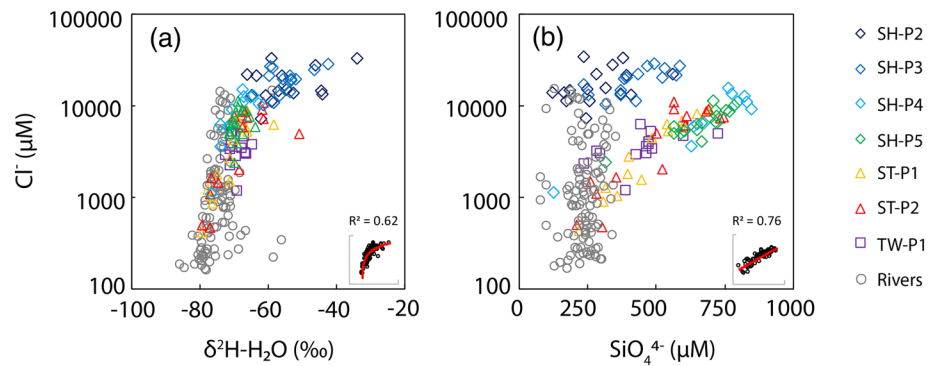 (a)
(b)
100000
10000
1000
100
Cl⁻ (μM)
R² = 0.62
-100
-80
-60
-40
-20
δ²H-H₂O (‰)
100000
10000
1000
100
R² = 0.76
0
250
500
750
1000
SiO₄⁴⁻ (μM)
SH-P2
SH-P3
SH-P4
SH-P5
ST-P1
ST-P2
TW-P1
Rivers